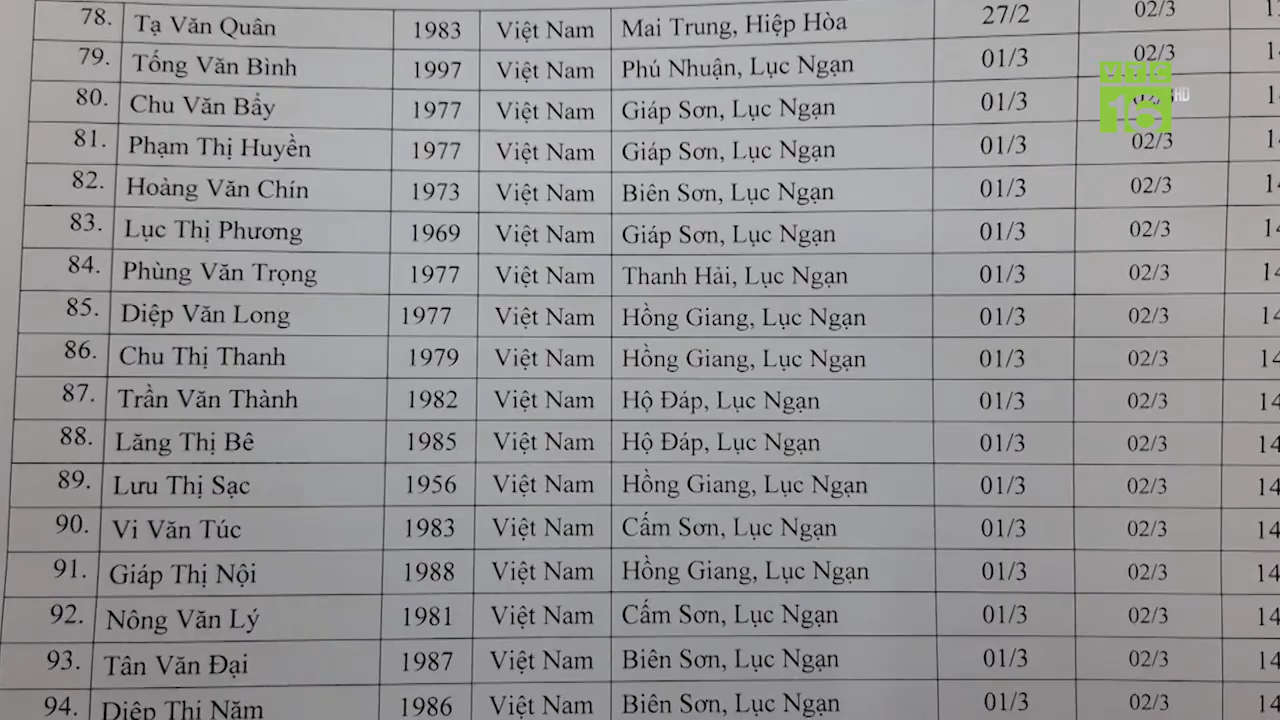 78. Tạ Văn Quân 1983 Việt Nam Mai Trung, Hiệp Hòa 27/2 02/3
79. Tống Văn Bình 1997 Việt Nam Phú Nhuận, Lục Ngạn 01/3 02/3
VTC
80. Chu Văn Bẩy 1977 Việt Nam Giáp Sơn, Lục Ngạn 01/3
16 HD
81. Phạm Thị Huyền 1977 Việt Nam Giáp Sơn, Lục Ngạn 01/3 02/3
82. Hoàng Văn Chín 1973 Việt Nam Biên Sơn, Lục Ngạn 01/3 02/3
83. Lục Thị Phương 1969 Việt Nam Giáp Sơn, Lục Ngạn 01/3 02/3
84. Phùng Văn Trọng 1977 Việt Nam Thanh Hải, Lục Ngạn 01/3 02/3 14
85. Diệp Văn Long 1977 Việt Nam Hồng Giang, Lục Ngạn 01/3 02/3 14
86. Chu Thị Thanh 1979 Việt Nam Hồng Giang, Lục Ngạn 01/3 02/3 14
87. Trần Văn Thành 1982 Việt Nam Hộ Đáp, Lục Ngạn 01/3 02/3 14
88. Lăng Thị Bê 1985 Việt Nam Hộ Đáp, Lục Ngạn 01/3 02/3 14
89. Lưu Thị Sạc 1956 Việt Nam Hồng Giang, Lục Ngạn 01/3 02/3 14
90. Vi Văn Túc 1983 Việt Nam Cấm Sơn, Lục Ngạn 01/3 02/3 14
91. Giáp Thị Nội 1988 Việt Nam Hồng Giang, Lục Ngạn 01/3 02/3 14
92. Nông Văn Lý 1981 Việt Nam Cấm Sơn, Lục Ngạn 01/3 02/3 14
93. Tân Văn Đại 1987 Việt Nam Biên Sơn, Lục Ngạn 01/3 02/3 14
94. Diệp Thị Năm 1986 Việt Nam Biên Sơn, Lục Ngạn 01/3 02/3 14